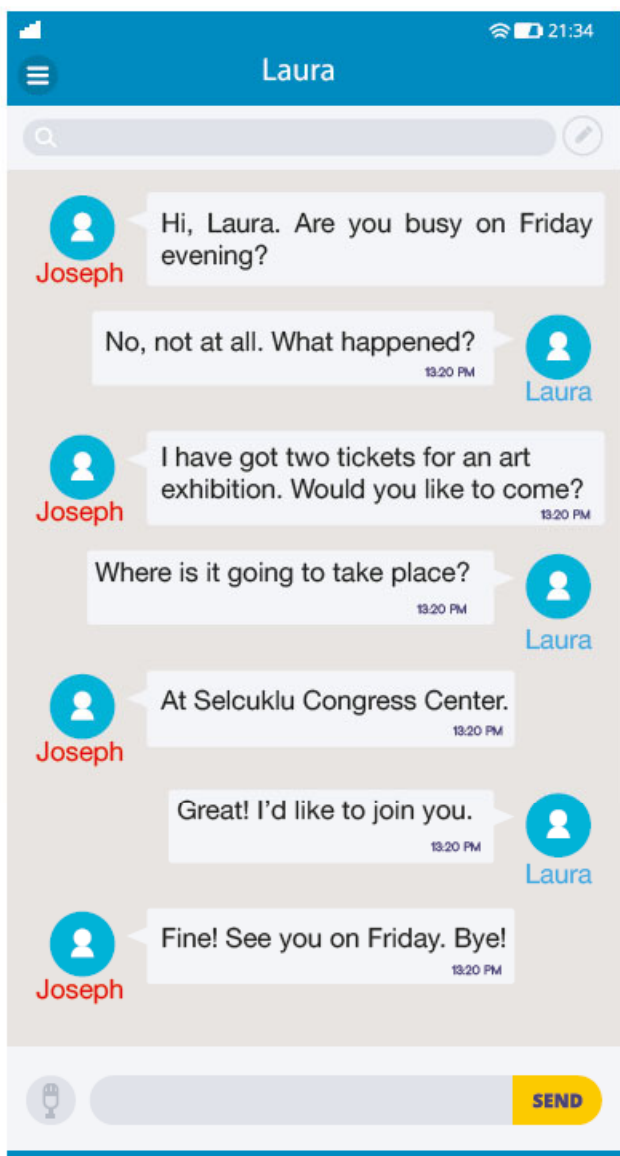 21:34
Laura
Hi, Laura. Are you busy on Friday
evening?
Joseph
No, not at all. What happened?
13:20 PM
Laura
I have got two tickets for an art
exhibition. Would you like to come?
13:20 PM
Joseph
Where is it going to take place?
13:20 PM
Laura
At Selcuklu Congress Center.
13:20 PM
Joseph
Great! I’d like to join you.
13:20 PM
Laura
Fine! See you on Friday. Bye!
13:20 PM
Joseph
SEND